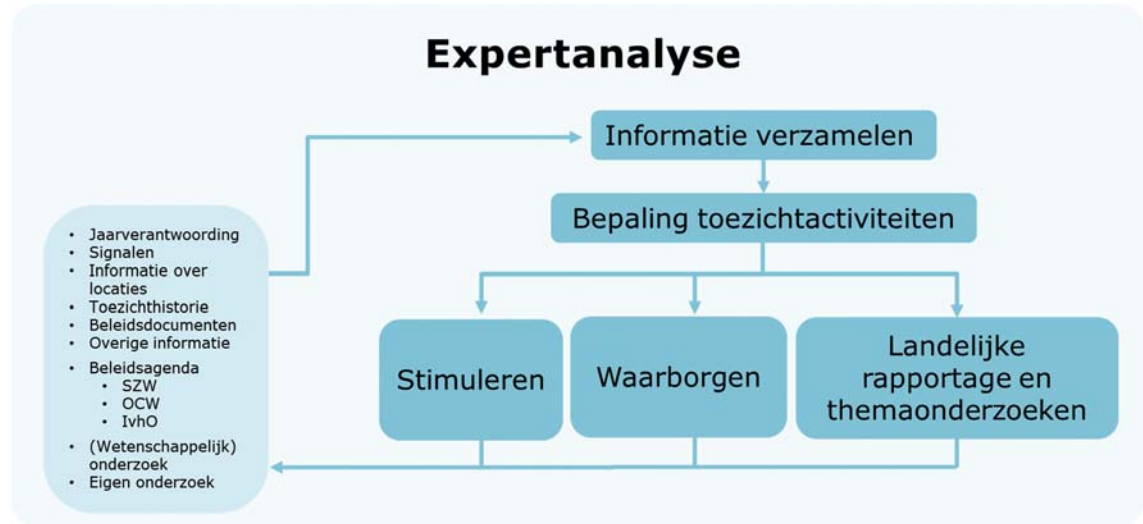 Expertanalyse
Informatie verzamelen
Bepaling toezichtactiviteiten
• Jaarverantwoording
• Signalen
• Informatie over
locaties
• Toezichthistorie
• Beleidsdocumenten
• Overige informatie
• Beleidsagenda
• SZW
• OCW
• IvhO
• (Wetenschappelijk)
onderzoek
• Eigen onderzoek
Stimuleren
Waarborgen
Landelijke
rapportage en
themaonderzoeken